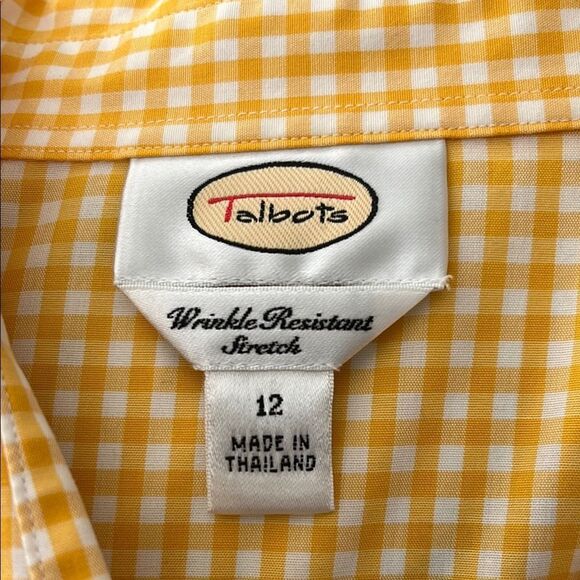 Talbots
Wrinkle Resistant
Stretch
12
MADE IN
THAILAND